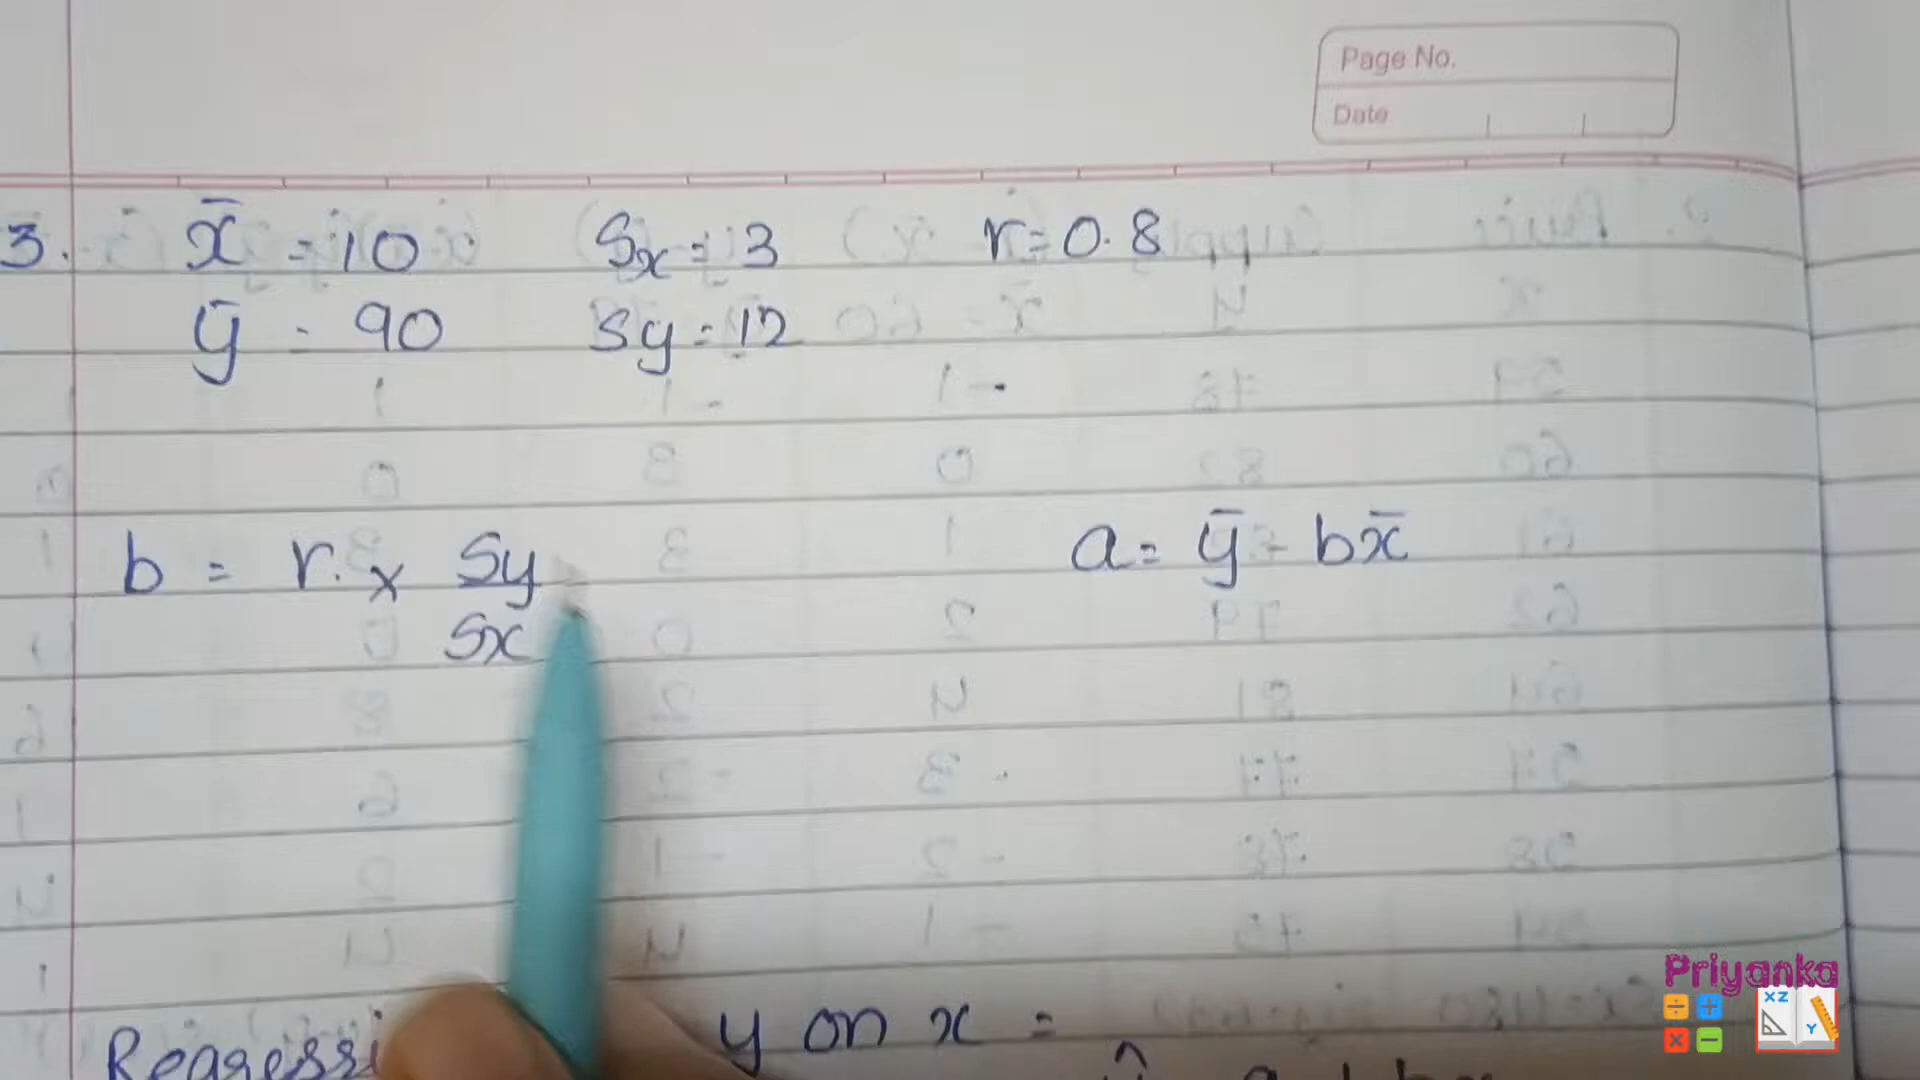 Page No.
Date
3. x̄ = 10 Sx = 3 r = 0.8
ȳ = 90 Sy = 12
b = r. × Sy a = ȳ - bx̄
Sx
y on x =
Priyanka